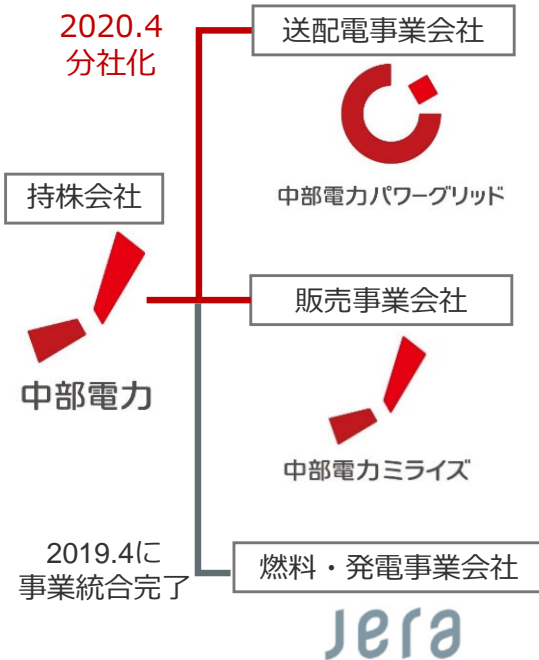 2020.4
分社化
送配電事業会社
中部電力パワーグリッド
持株会社
中部電力
販売事業会社
中部電力ミライズ
2019.4に
事業統合完了
燃料・発電事業会社
Jera